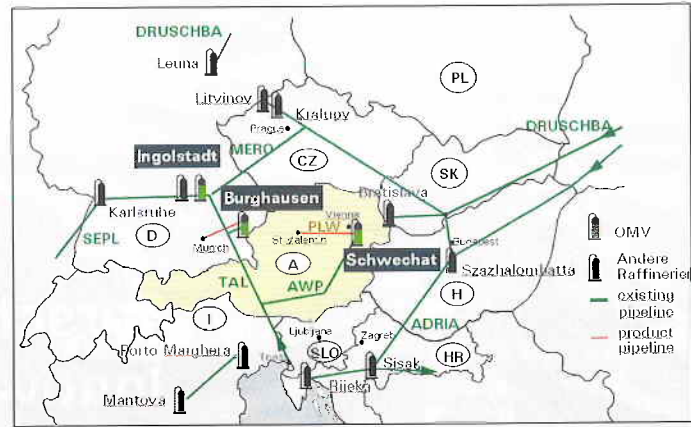 DRUSCHBA
Leuna
PL
Litvinov
Kralupy
Prague
DRUSCHBA
MERO
CZ
Ingolstadt
SK
Burghausen
Bratislava
Karlsruhe
Vienna
PLW
OMV
D
St.Valentin
Budapest
SEPL
Munich
Schwechat
Andere
Raffinerien
A
Szazhalombatta
TAL
AWP
H
existing
pipeline
I
ADRIA
Ljubljana
Zagreb
product
pipeline
Porto Marghera
SLO
HR
Sisak
Rijeka
Mantova